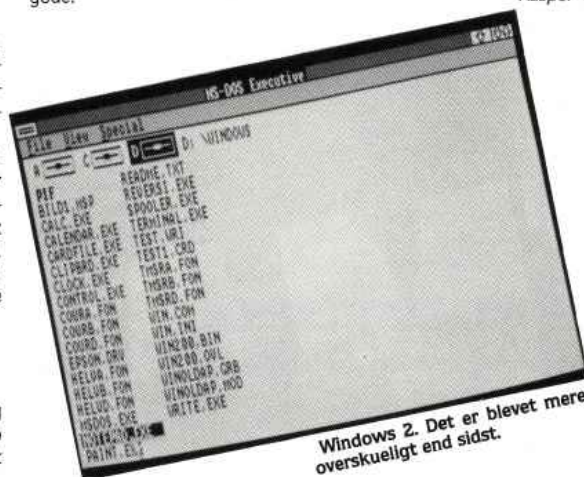 MS-DOS Executive
File View Special
A C D D: \WINDOWS
PIF
BILD1.MSP
CALC.EXE
CALENDAR.EXE
CARDFILE.EXE
CLIPBRD.EXE
CLOCK.EXE
CONTROL.EXE
COURA.FON
COURB.FON
COURD.FON
EPSON.DRV
HELVA.FON
HELVB.FON
HELVD.FON
MSDOS.EXE
PAINT.EXE
README.TXT
REVERSI.EXE
SPOOLER.EXE
TERMINAL.EXE
TEST.WRI
TEST1.CRD
TMSRA.FON
TMSRB.FON
TMSRD.FON
WIN.COM
WIN.INI
WIN200.BIN
WIN200.OVL
WINOLDAP.GRB
WINOLDAP.MOD
WRITE.EXE
Windows 2. Det er blevet mere
overskueligt end sidst.